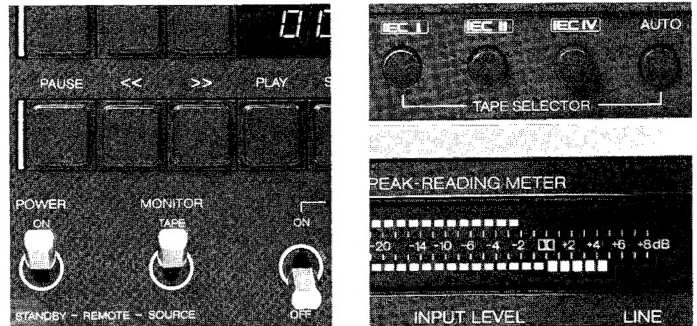 PAUSE << >> PLAY S
POWER MONITOR
ON TAPE ON
STANDBY – REMOTE – SOURCE OFF
IEC I IEC II IEC IV AUTO
TAPE SELECTOR
PEAK-READING METER
-20 -14 -10 -6 -4 -2 +2 +4 +6 +8dB
INPUT LEVEL LINE